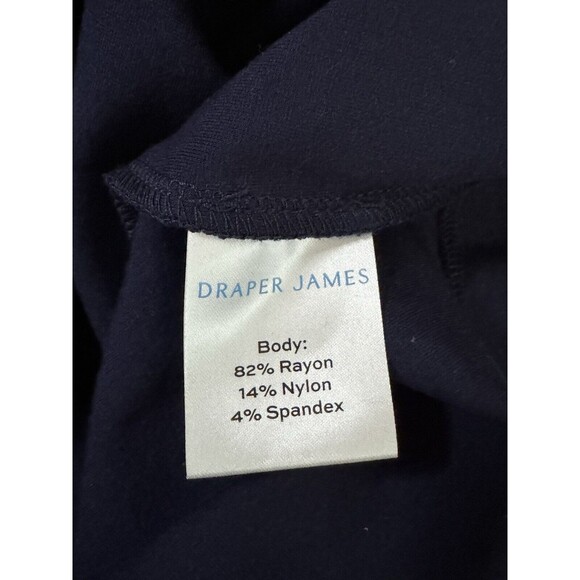 DRAPER JAMES
Body:
82% Rayon
14% Nylon
4% Spandex